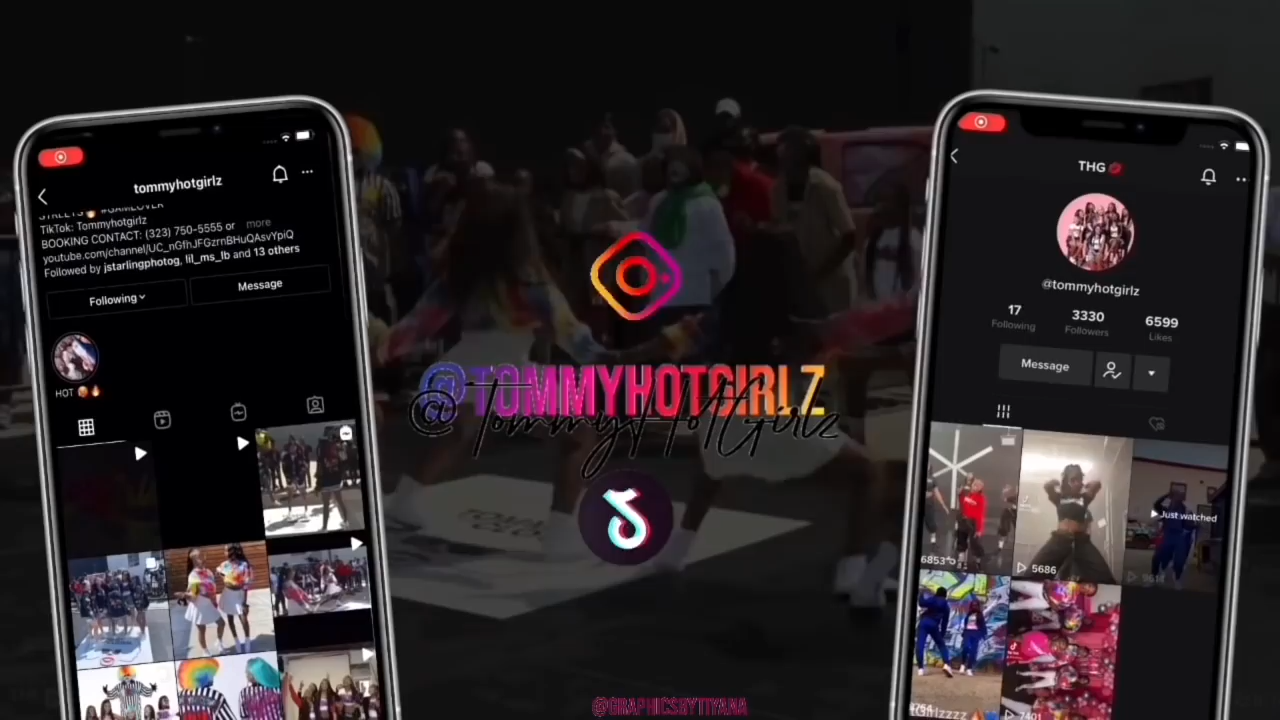 tommyhotgirlz
TikTok: Tommyhotgirlz
BOOKING CONTACT: (323) 750-5555 or more
youtube.com/channel/UC_nGfhJFGzrnBHuQAsvYpiQ
Followed by jstarlingphotog, lil_ms_lb and 13 others
Following
Message
HOT
@TOMMYHOTGIRLZ
@TommyHotGirlz
@GRAPHICSBYTIYANA
THG
@tommyhotgirlz
17 3330 6599
Following Followers Likes
Message
Just watched
6853
5686
7401